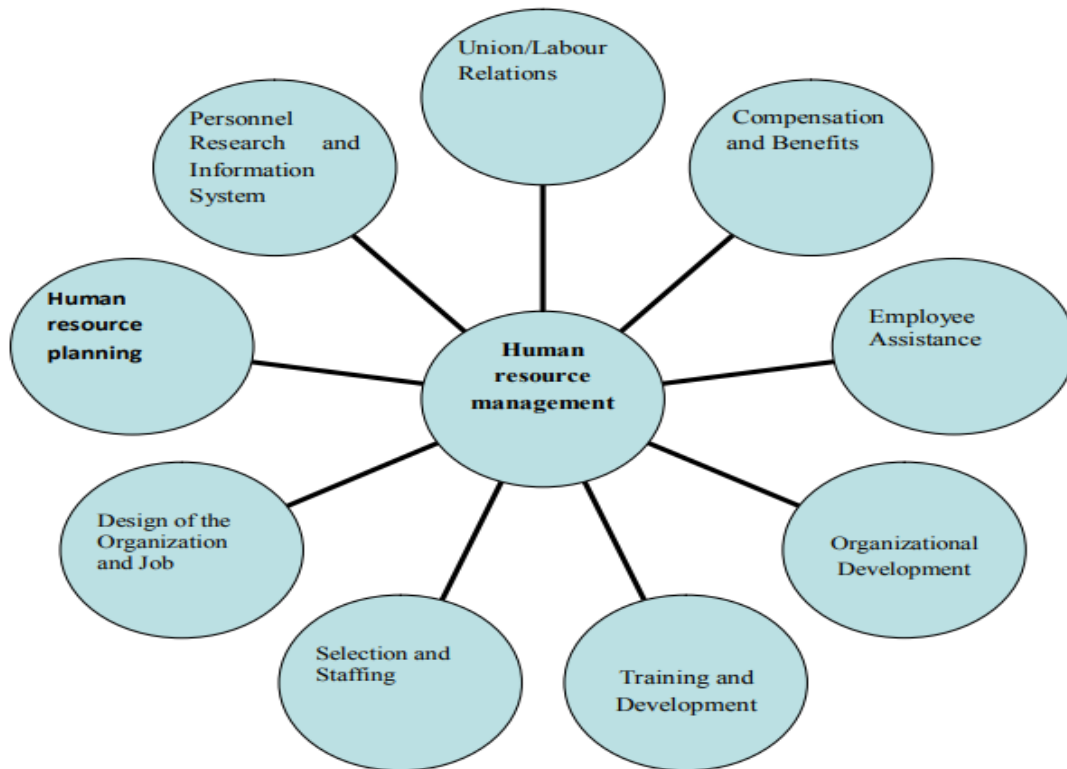 Union/Labour
Relations
Personnel
Research and
Information
System
Compensation
and Benefits
Human
resource
planning
Employee
Assistance
Human
resource
management
Design of the
Organization
and Job
Organizational
Development
Selection and
Staffing
Training and
Development